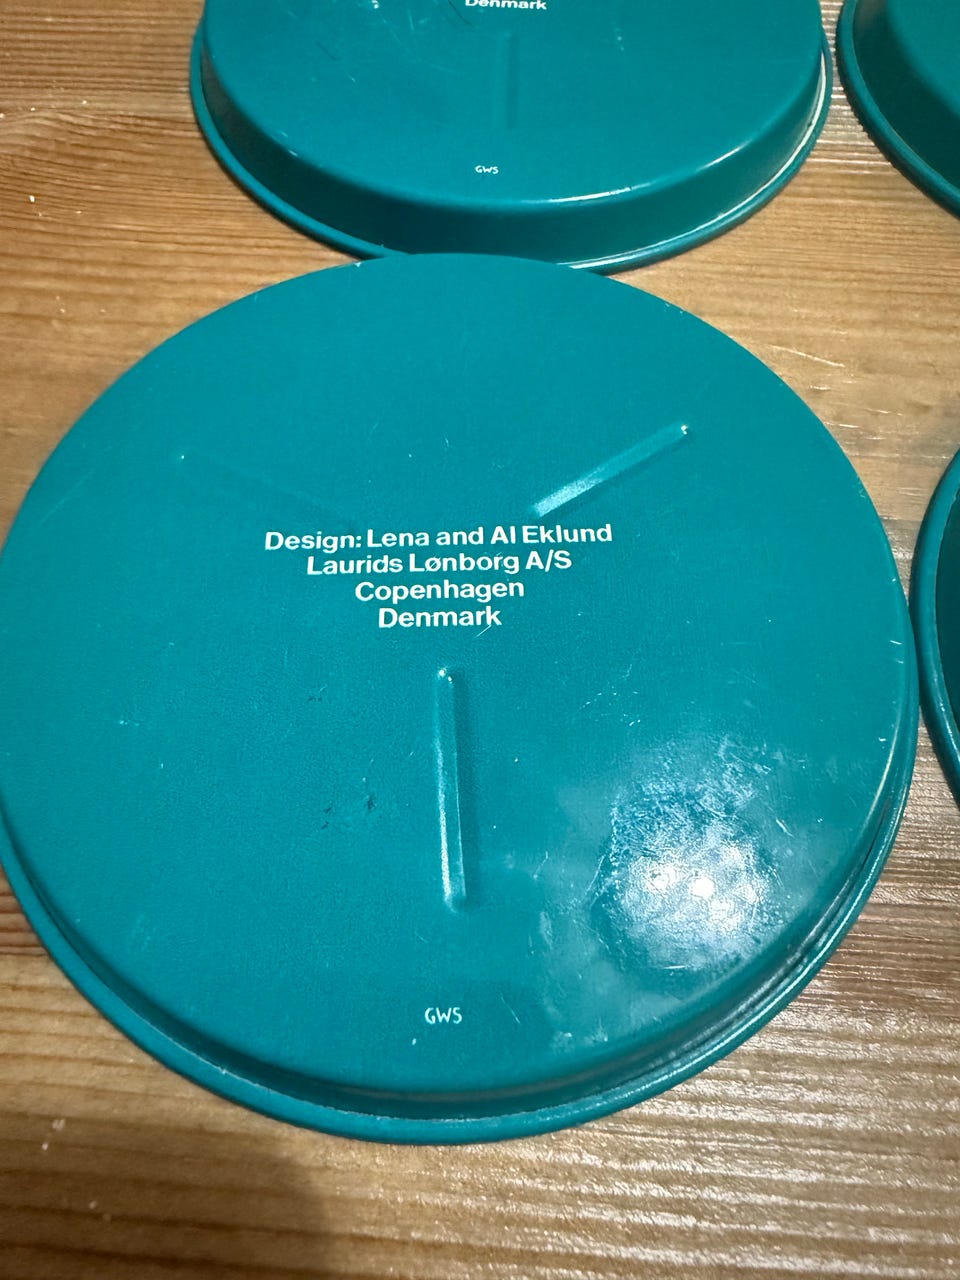 Denmark
GWS
Design: Lena and Al Eklund
Laurids Lønborg A/S
Copenhagen
Denmark
GWS